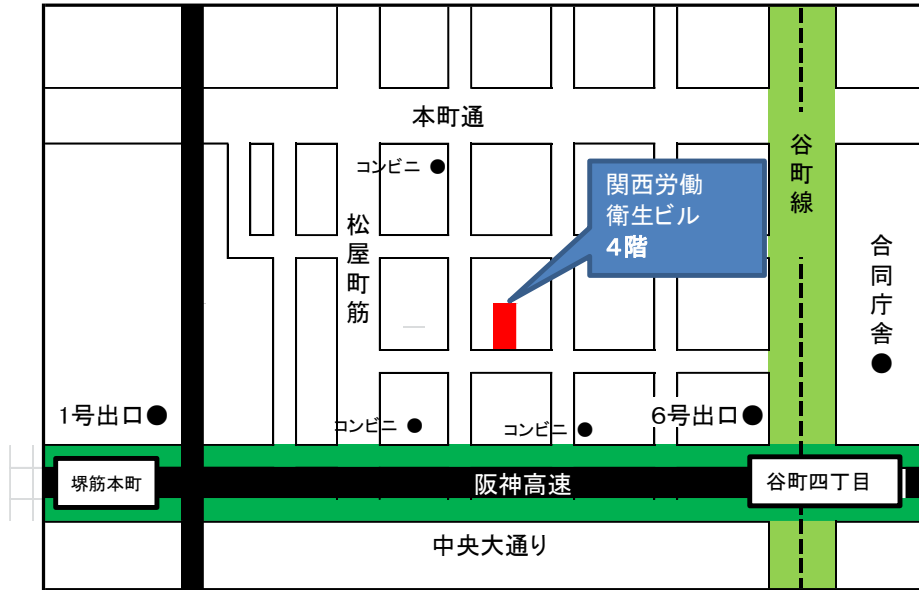 本町通
コンビニ
関西労働
衛生ビル
4階
谷町線
松屋町筋
合同庁舎
1号出口
コンビニ
コンビニ
6号出口
堺筋本町
阪神高速
谷町四丁目
中央大通り